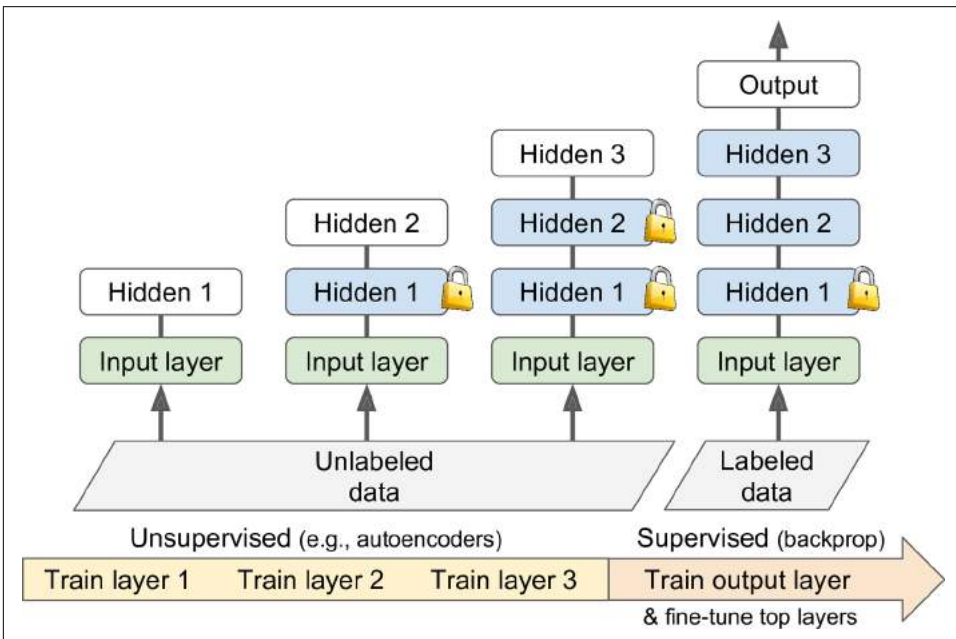 Output
Hidden 3
Hidden 3
Hidden 2
Hidden 2
Hidden 2
Hidden 1
Hidden 1
Hidden 1
Hidden 1
Input layer
Input layer
Input layer
Input layer
Unlabeled
data
Labeled
data
Unsupervised (e.g., autoencoders)
Supervised (backprop)
Train layer 1
Train layer 2
Train layer 3
Train output layer
& fine-tune top layers